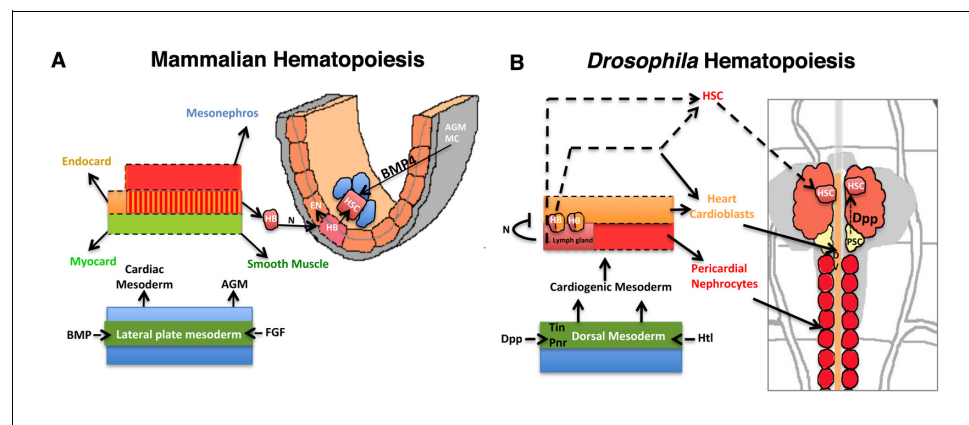 A
Mammalian Hematopoiesis
Mesonephros
Endocard
Myocard
HB
N
Smooth Muscle
EN
HB
HSC
BMP4
AGM
MC
Cardiac
Mesoderm
AGM
BMP
Lateral plate mesoderm
FGF
B
Drosophila Hematopoiesis
HSC
N
HB
HB
Lymph gland
Heart
Cardioblasts
Pericardial
Nephrocytes
Cardiogenic Mesoderm
Dpp
Tin
Pnr
Dorsal Mesoderm
Htl
HSC
HSC
Dpp
PSC
V